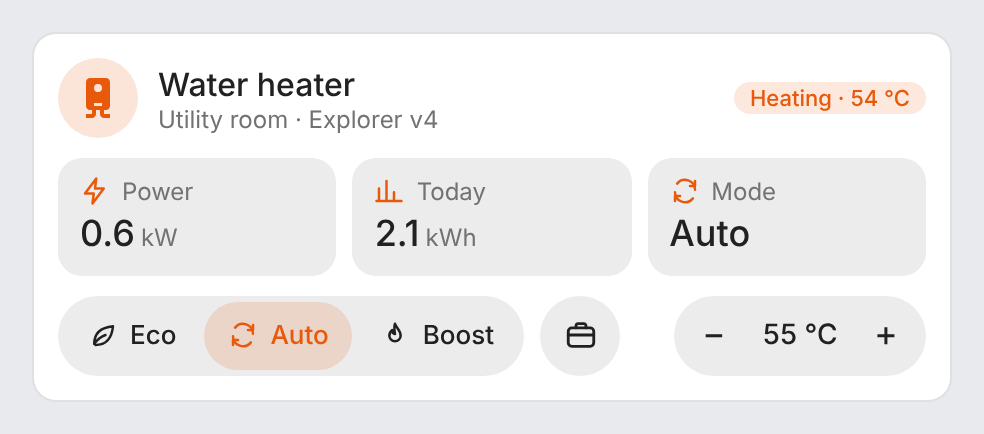 Water heater
Utility room · Explorer v4
Heating · 54 °C
Power
0.6 kW
Today
2.1 kWh
Mode
Auto
Eco
Auto
Boost
− 55 °C +